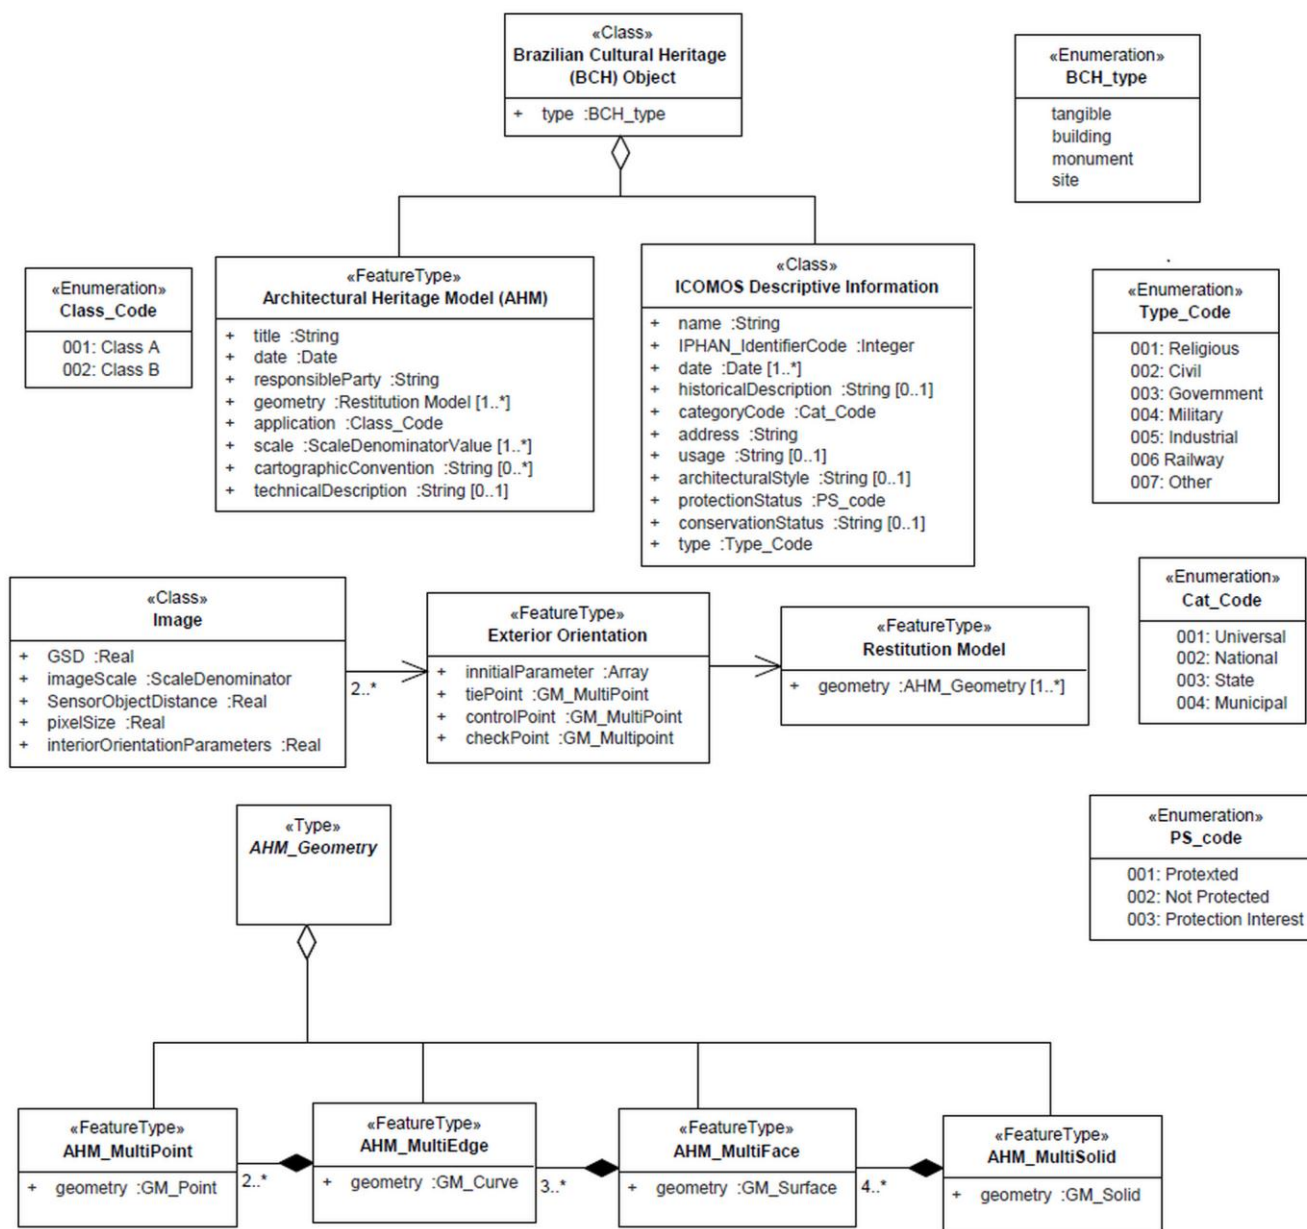 «Class»
Brazilian Cultural Heritage
(BCH) Object
+ type :BCH_type
«Enumeration»
BCH_type
tangible
building
monument
site
«Enumeration»
Class_Code
001: Class A
002: Class B
«FeatureType»
Architectural Heritage Model (AHM)
+ title :String
+ date :Date
+ responsibleParty :String
+ geometry :Restitution Model [1..*]
+ application :Class_Code
+ scale :ScaleDenominatorValue [1..*]
+ cartographicConvention :String [0..*]
+ technicalDescription :String [0..1]
«Class»
ICOMOS Descriptive Information
+ name :String
+ IPHAN_IdentifierCode :Integer
+ date :Date [1..*]
+ historicalDescription :String [0..1]
+ categoryCode :Cat_Code
+ address :String
+ usage :String [0..1]
+ architecturalStyle :String [0..1]
+ protectionStatus :PS_code
+ conservationStatus :String [0..1]
+ type :Type_Code
«Enumeration»
Type_Code
001: Religious
002: Civil
003: Government
004: Military
005: Industrial
006 Railway
007: Other
«Class»
Image
+ GSD :Real
+ imageScale :ScaleDenominator
+ SensorObjectDistance :Real
+ pixelSize :Real
+ interiorOrientationParameters :Real
2..*
«FeatureType»
Exterior Orientation
+ innitialParameter :Array
+ tiePoint :GM_MultiPoint
+ controlPoint :GM_MultiPoint
+ checkPoint :GM_Multipoint
«FeatureType»
Restitution Model
+ geometry :AHM_Geometry [1..*]
«Enumeration»
Cat_Code
001: Universal
002: National
003: State
004: Municipal
«Enumeration»
PS_code
001: Protexted
002: Not Protected
003: Protection Interest
«Type»
AHM_Geometry
«FeatureType»
AHM_MultiPoint
+ geometry :GM_Point
2..*
«FeatureType»
AHM_MultiEdge
+ geometry :GM_Curve
3..*
«FeatureType»
AHM_MultiFace
+ geometry :GM_Surface
4..*
«FeatureType»
AHM_MultiSolid
+ geometry :GM_Solid